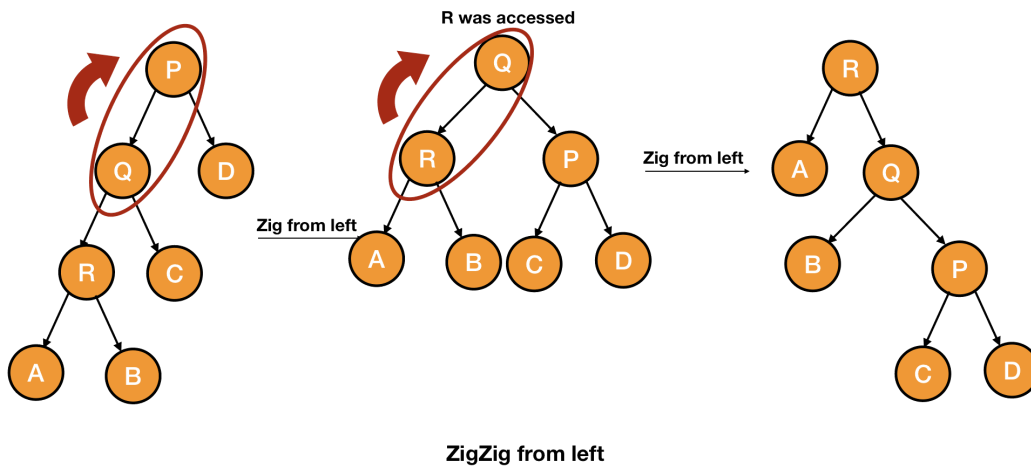 R was accessed
P
Q
D
R
C
A
B
Zig from left
Q
R
P
A
B
C
D
Zig from left
R
A
Q
B
P
C
D
ZigZig from left